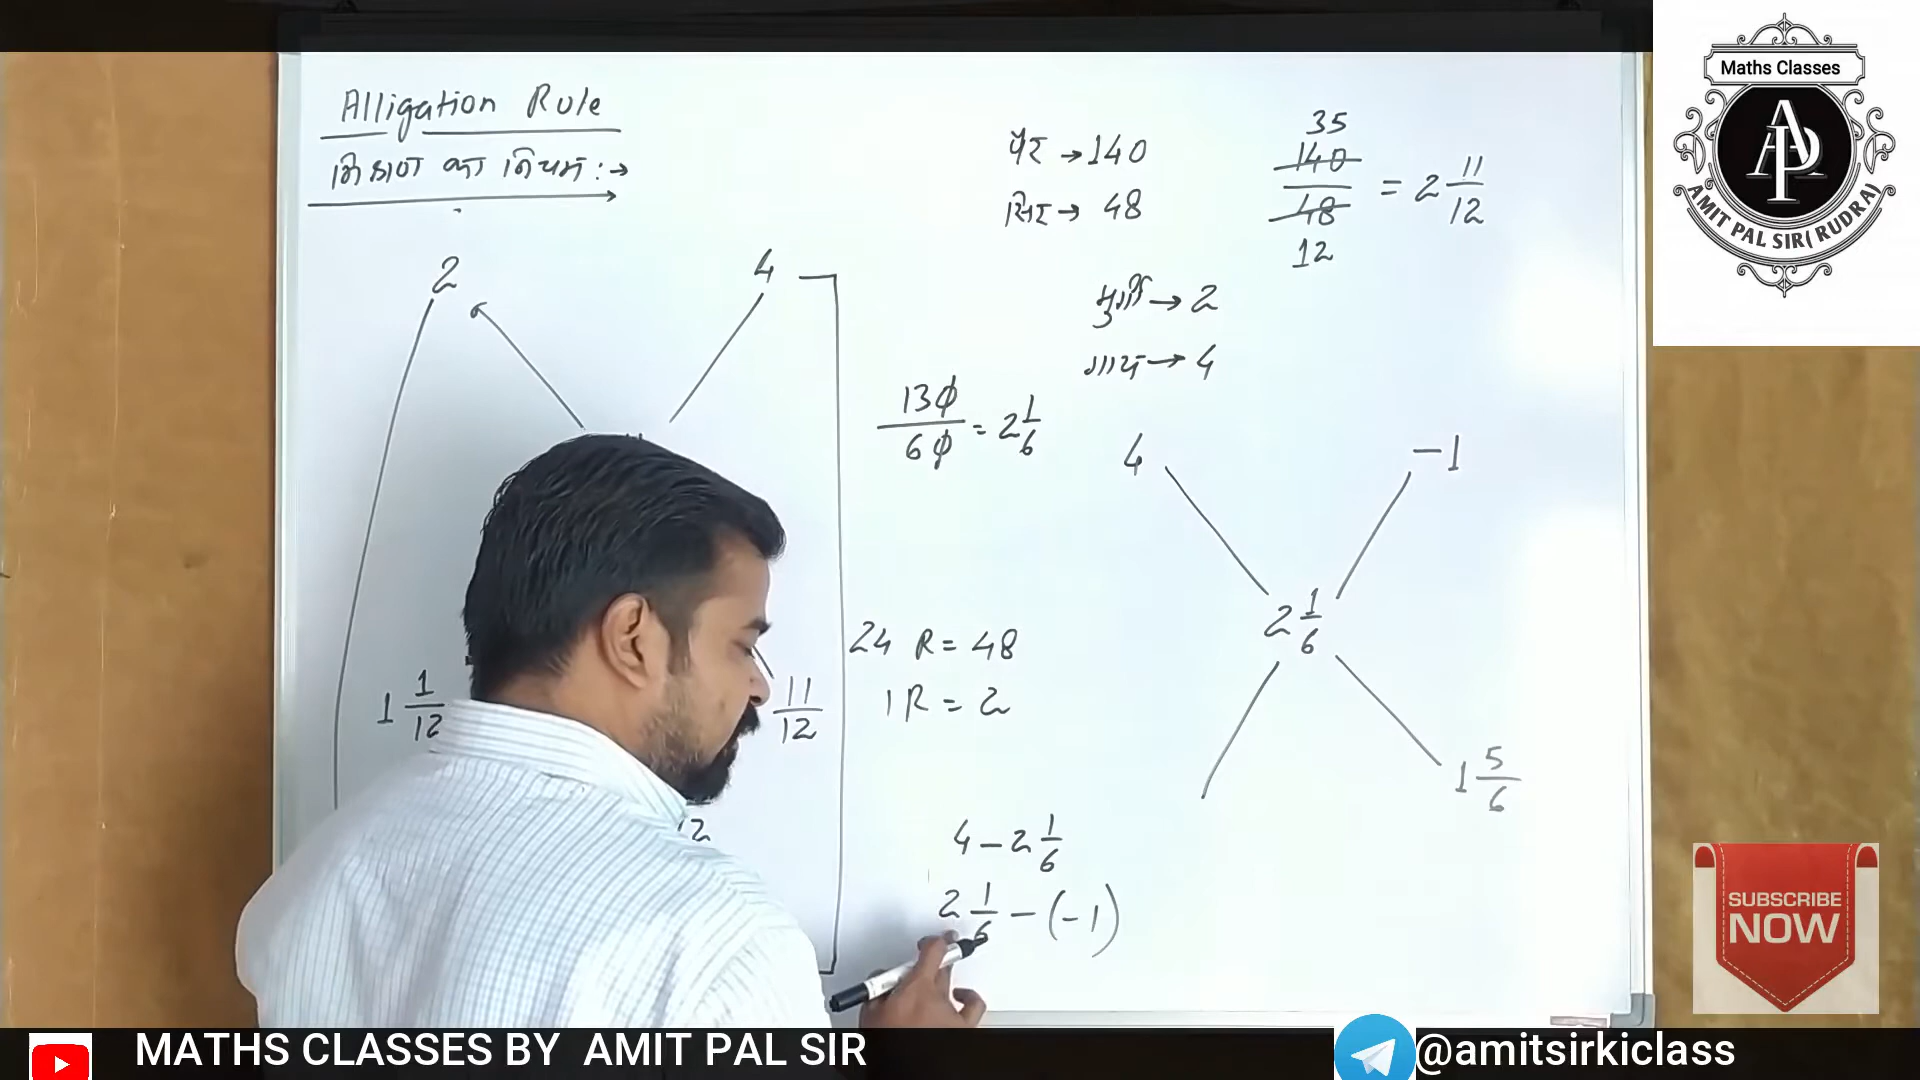 Alligation Rule
मिश्रण का नियम :→
2
4
1 1/12
11/12
12
पैर → 140
सिर → 48
35
140/48 = 2 11/12
12
मुर्गी → 2
गाय → 4
130/60 = 2 1/6
24 R = 48
1 R = 2
4
-1
2 1/6
1 5/6
4 - 2 1/6
2 1/6 - (-1)
Maths Classes
AP
AMIT PAL SIR( RUDRA)
SUBSCRIBE
NOW
MATHS CLASSES BY AMIT PAL SIR
@amitsirkiclass